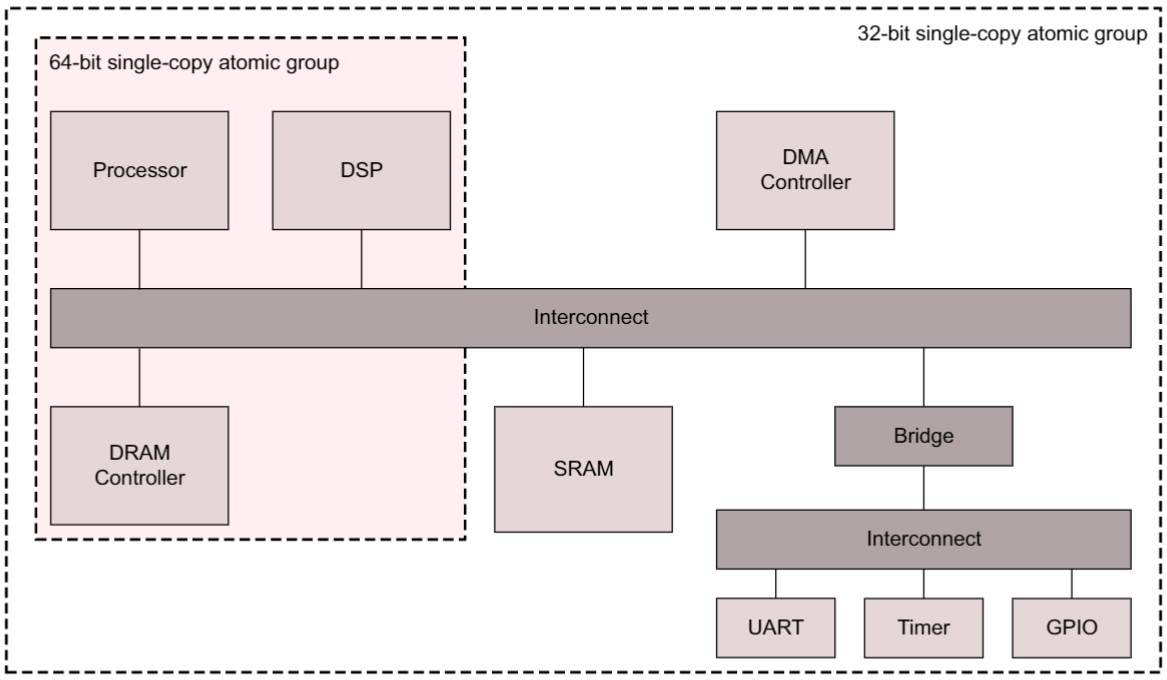 32-bit single-copy atomic group
64-bit single-copy atomic group
Processor
DSP
DMA
Controller
Interconnect
DRAM
Controller
SRAM
Bridge
Interconnect
UART
Timer
GPIO